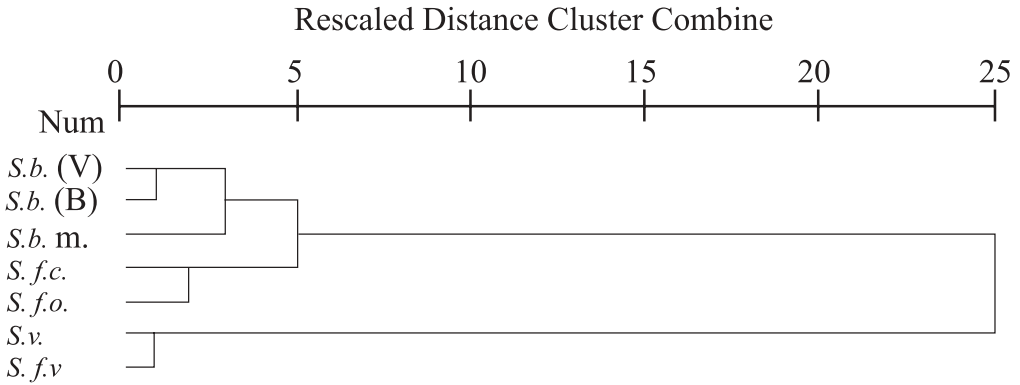 Rescaled Distance Cluster Combine
0 5 10 15 20 25
Num
S.b. (V)
S.b. (B)
S.b. m.
S. f.c.
S. f.o.
S.v.
S. f.v